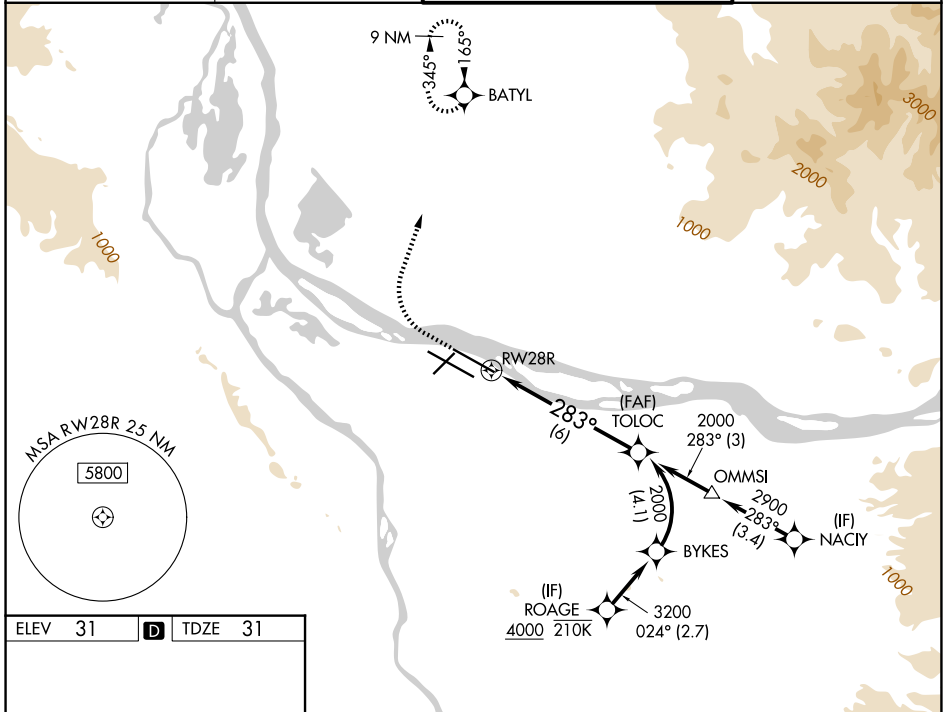 9 NM
345°
165°
BATYL
3000
2000
1000
1000
RW28R
283°
(6)
(FAF)
TOLOC
2000
283° (3)
OMMSI
2900
283°
(3.4)
(IF)
NACIY
2000
(4.1)
BYKES
(IF)
ROAGE
4000 210K
3200
024° (2.7)
1000
MSA RW28R 25 NM
5800
ELEV 31 D TDZE 31